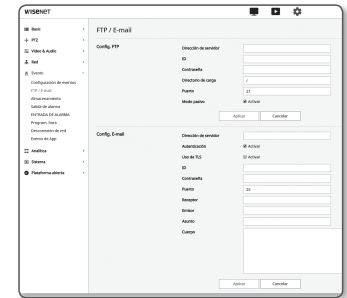 WISENET
Basic
PTZ
Video & Audio
Red
Evento
Configuración de eventos
FTP / E-mail
Almacenamiento
Salida de alarma
ENTRADA DE ALARMA
Program. hora
Desconexión de red
Evento de App
Analítica
Sistema
Plataforma abierta
FTP / E-mail
Config. FTP
Dirección de servidor
ID
Contraseña
Directorio de carga /
Puerto 21
Modo pasivo Activar
Aplicar Cancelar
Config. E-mail
Dirección de servidor
Autenticación Activar
Uso de TLS Activar
ID
Contraseña
Puerto 25
Receptor
Emisor
Asunto
Cuerpo
Aplicar Cancelar